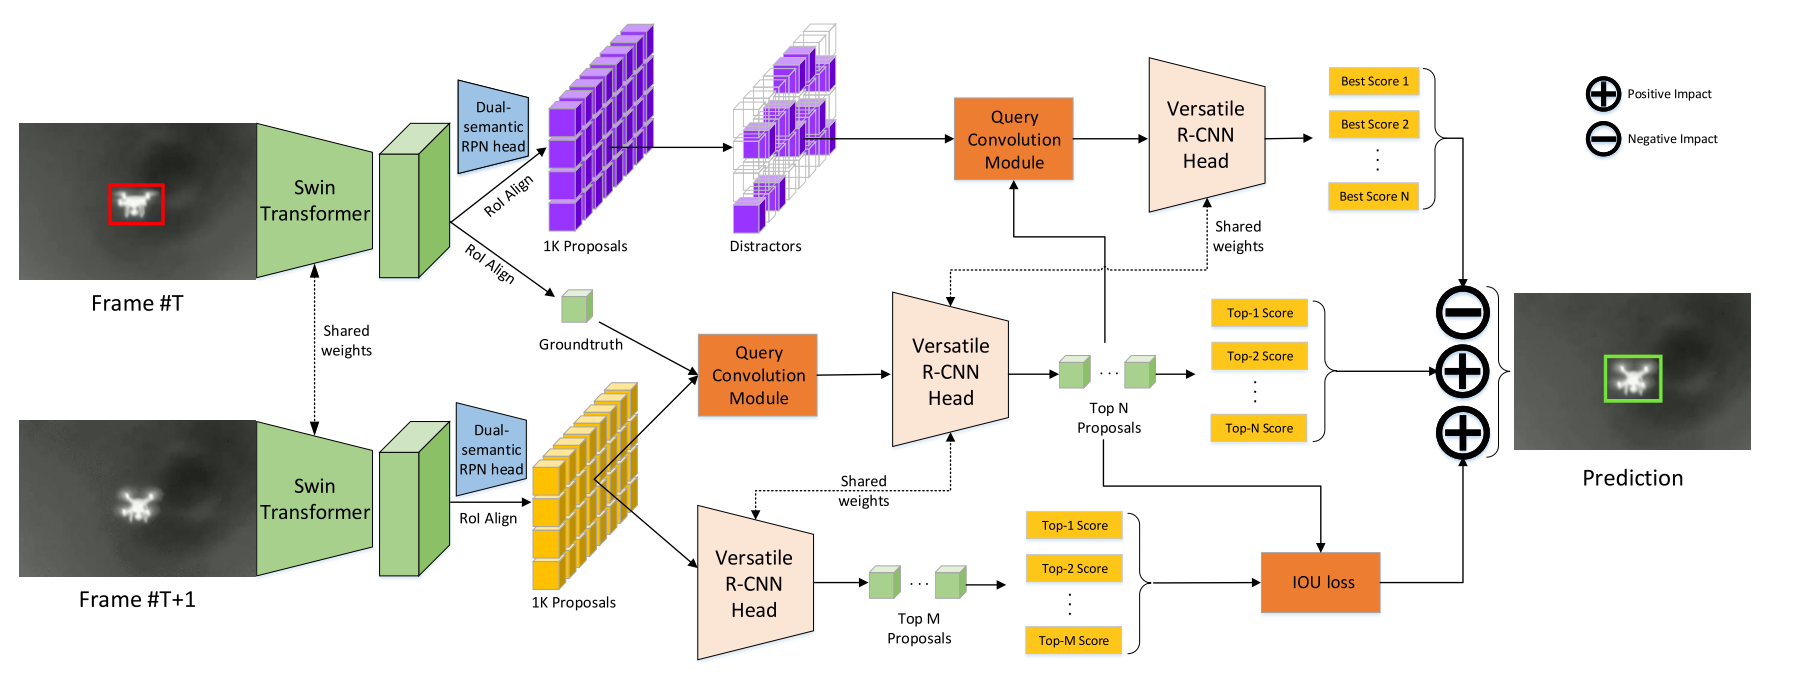 Dual-
semantic
RPN head
Swin
Transformer
RoI Align
1K Proposals
Distractors
Query
Convolution
Module
Versatile
R-CNN
Head
Best Score 1
Best Score 2
Best Score N
Positive Impact
Negative Impact
Frame #T
RoI Align
Groundtruth
Shared
weights
Shared
weights
Query
Convolution
Module
Versatile
R-CNN
Head
Top N
Proposals
Top-1 Score
Top-2 Score
Top-N Score
Prediction
Dual-
semantic
RPN head
Swin
Transformer
RoI Align
1K Proposals
Frame #T+1
Shared
weights
Versatile
R-CNN
Head
Top M
Proposals
Top-1 Score
Top-2 Score
Top-M Score
IOU loss